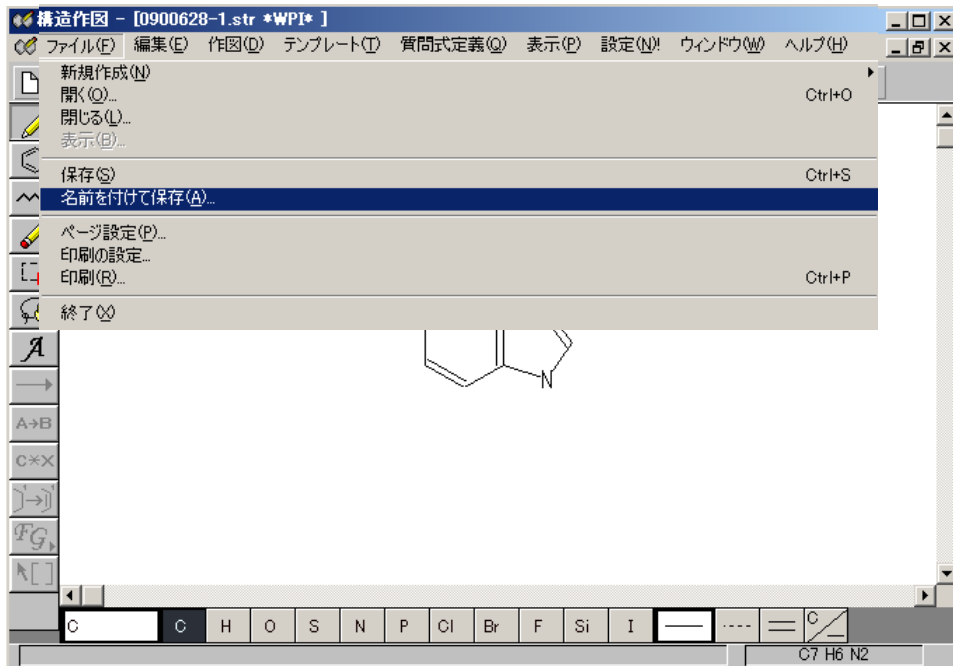 構造作図 - [0900628-1.str *WPI* ]
ファイル(F) 編集(E) 作図(D) テンプレート(T) 質問式定義(Q) 表示(P) 設定(N)! ウィンドウ(W) ヘルプ(H)
新規作成(N)
開く(O)... Ctrl+O
閉じる(L)...
表示(B)...
保存(S) Ctrl+S
名前を付けて保存(A)...
ページ設定(P)...
印刷の設定...
印刷(R)... Ctrl+P
終了(X)
A
N
A→B
C*X
FG
C C H O S N P Cl Br F Si I C
C7 H6 N2